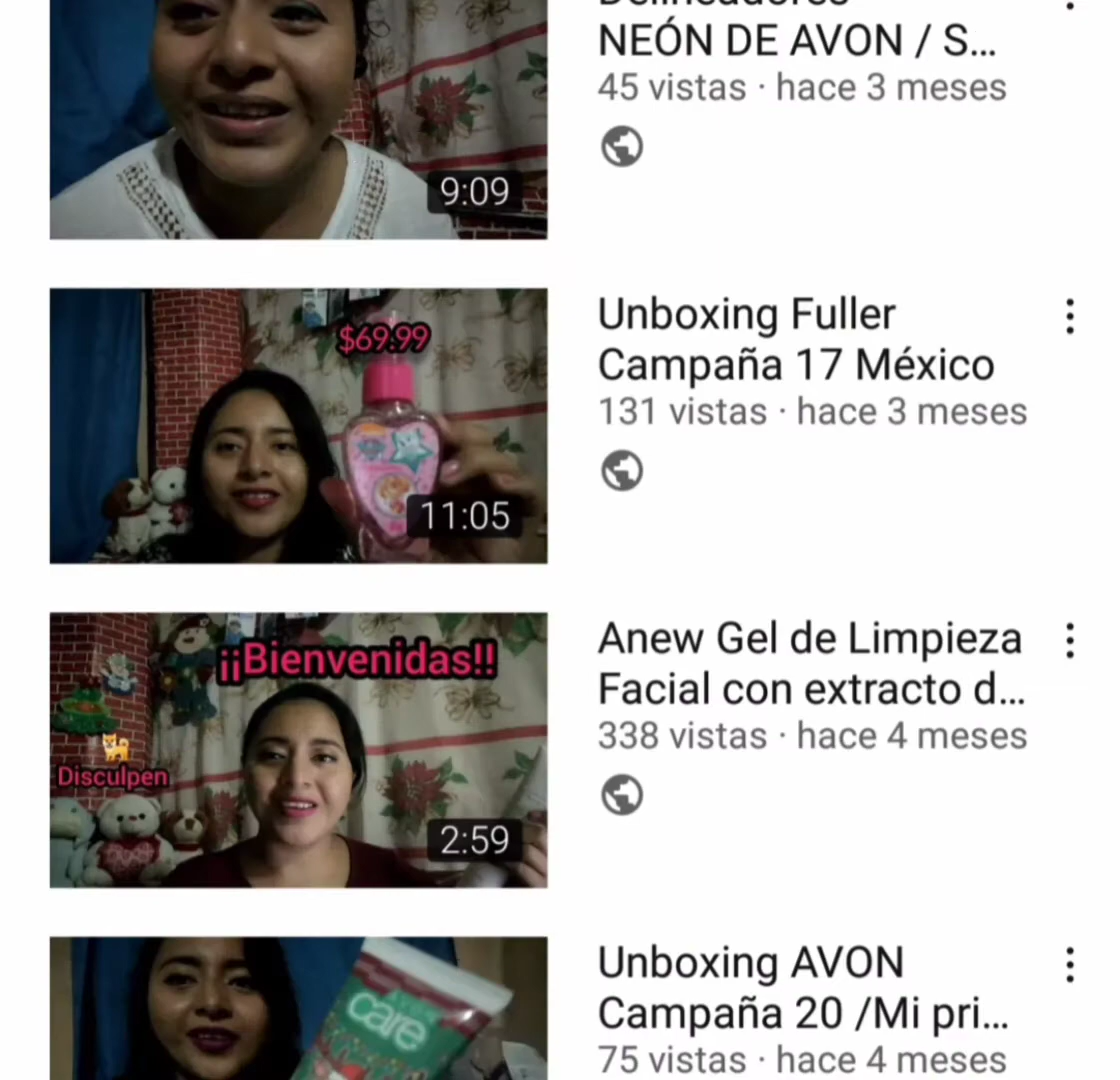 NEÓN DE AVON / S...
45 vistas · hace 3 meses
9:09
$69.99
11:05
Unboxing Fuller
Campaña 17 México
131 vistas · hace 3 meses
¡¡Bienvenidas!!
Disculpen
2:59
Anew Gel de Limpieza
Facial con extracto d...
338 vistas · hace 4 meses
care
Unboxing AVON
Campaña 20 /Mi pri...
75 vistas · hace 4 meses